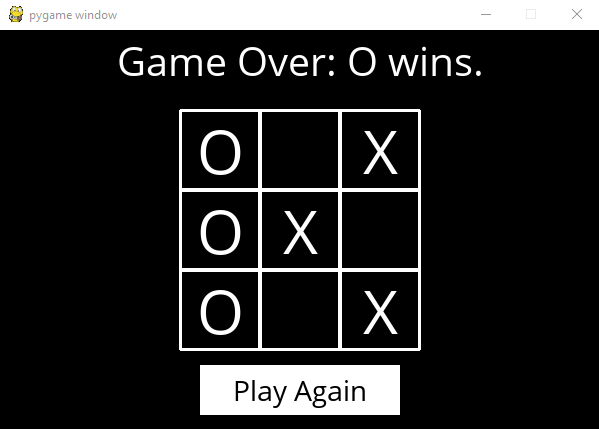 pygame window
Game Over: O wins.
O X
O X
O X
Play Again